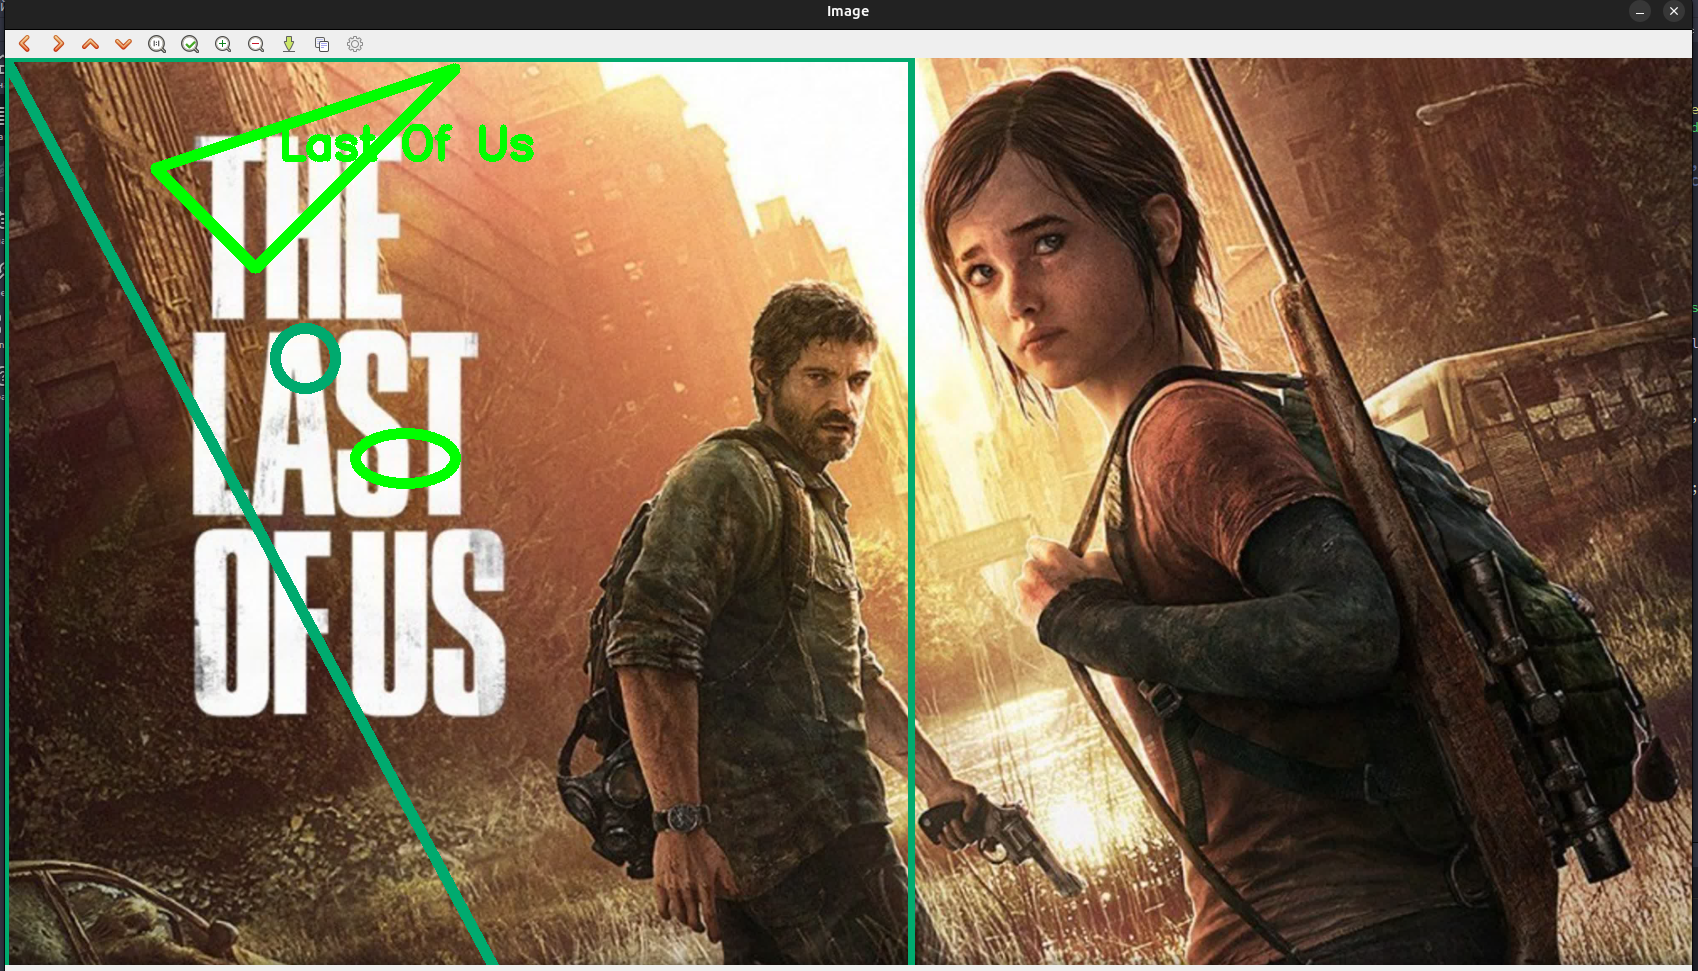 Image
Last Of Us
THE
LAST
OF US